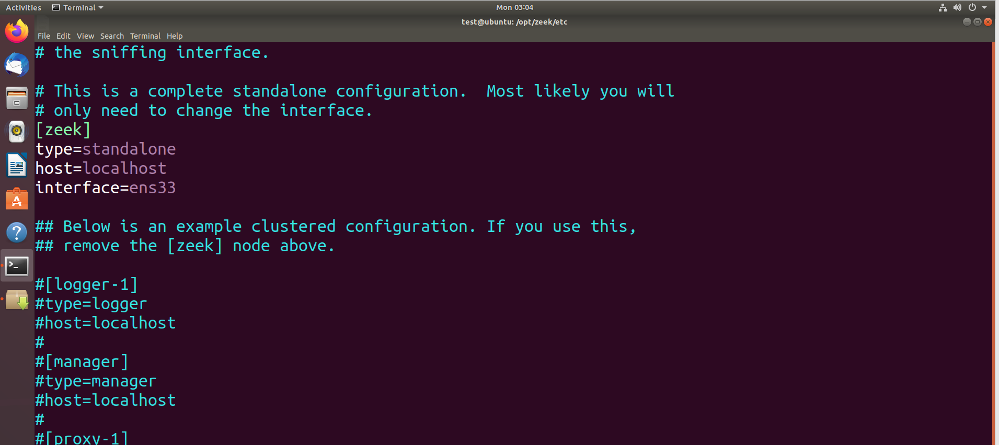 Activities Terminal Mon 03:04
test@ubuntu: /opt/zeek/etc
File Edit View Search Terminal Help
# the sniffing interface.
# This is a complete standalone configuration.  Most likely you will
# only need to change the interface.
[zeek]
type=standalone
host=localhost
interface=ens33
## Below is an example clustered configuration. If you use this,
## remove the [zeek] node above.
#[logger-1]
#type=logger
#host=localhost
#
#[manager]
#type=manager
#host=localhost
#
#[proxy-1]